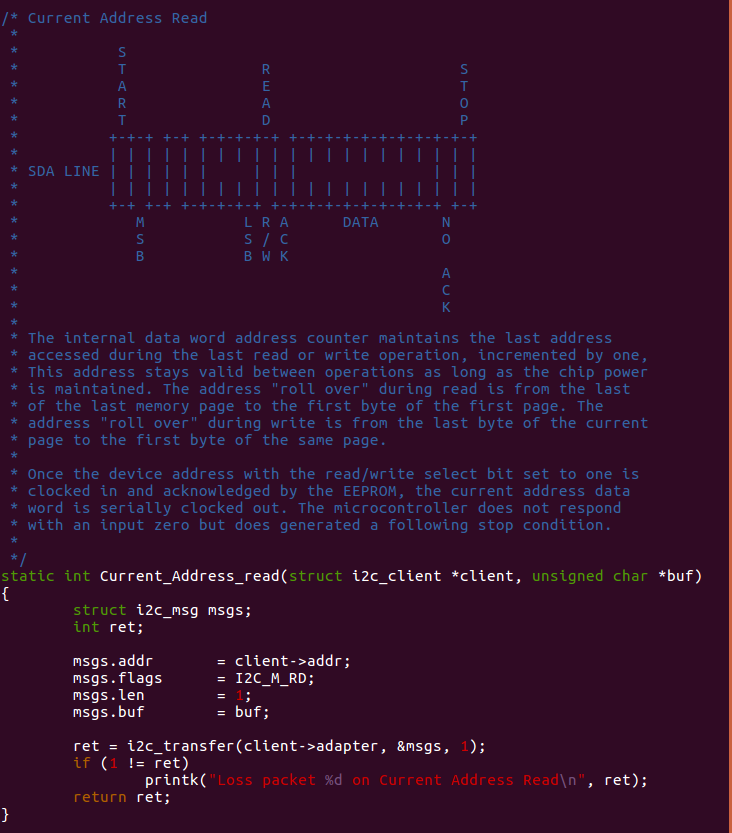 /* Current Address Read
 *
 *           S
 *           T               R                     S
 *           A               E                     T
 *           R               A                     O
 *           T               D                     P
 *          +-+-+ +-+ +-+-+-+-+ +-+-+-+-+-+-+-+-+-+-+
 *          | | | | | | | | | | | | | | | | | | | | |
 * SDA LINE | | | | | |     | | |               | | |
 *          | | | | | | | | | | | | | | | | | | | | |
 *          +-+ +-+ +-+-+-+-+ +-+-+-+-+-+-+-+-+-+ +-+
 *             M           L R A      DATA       N
 *             S           S / C                 O
 *             B           B W K
 *                                               A
 *                                               C
 *                                               K
 *
 * The internal data word address counter maintains the last address
 * accessed during the last read or write operation, incremented by one,
 * This address stays valid between operations as long as the chip power
 * is maintained. The address "roll over" during read is from the last
 * of the last memory page to the first byte of the first page. The
 * address "roll over" during write is from the last byte of the current
 * page to the first byte of the same page.
 *
 * Once the device address with the read/write select bit set to one is
 * clocked in and acknowledged by the EEPROM, the current address data
 * word is serially clocked out. The microcontroller does not respond
 * with an input zero but does generated a following stop condition.
 *
 */
static int Current_Address_read(struct i2c_client *client, unsigned char *buf)
{
        struct i2c_msg msgs;
        int ret;

        msgs.addr       = client->addr;
        msgs.flags      = I2C_M_RD;
        msgs.len        = 1;
        msgs.buf        = buf;

        ret = i2c_transfer(client->adapter, &msgs, 1);
        if (1 != ret)
                printk("Loss packet %d on Current Address Read\n", ret);
        return ret;
}